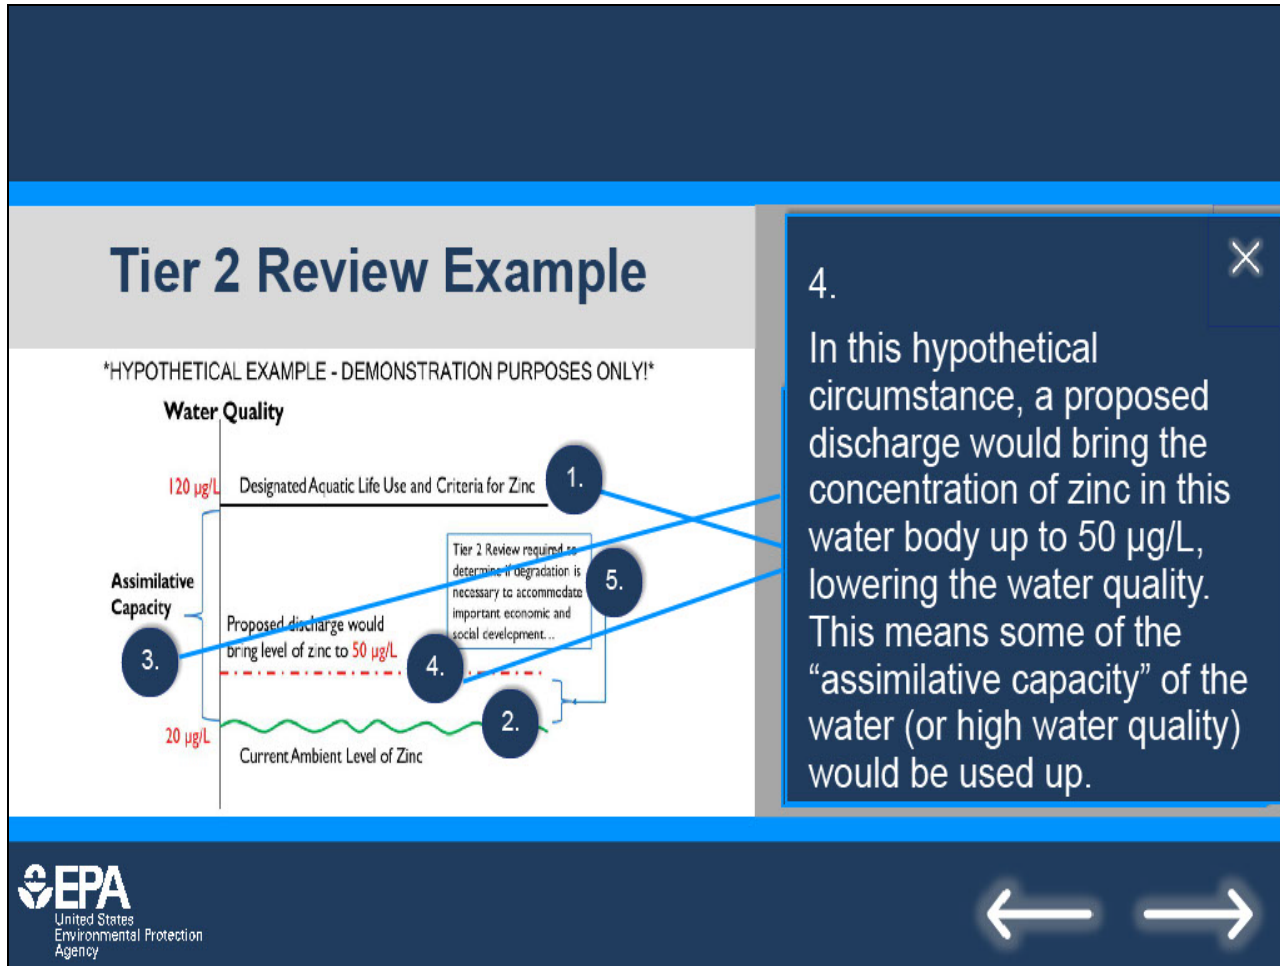 Tier 2 Review Example
*HYPOTHETICAL EXAMPLE - DEMONSTRATION PURPOSES ONLY!*
Water Quality
120 µg/L
Designated Aquatic Life Use and Criteria for Zinc
1.
Tier 2 Review required to
determine if degradation is
necessary to accommodate
important economic and
social development...
5.
Assimilative
Capacity
3.
Proposed discharge would
bring level of zinc to 50 µg/L
4.
2.
20 µg/L
Current Ambient Level of Zinc
4.
In this hypothetical
circumstance, a proposed
discharge would bring the
concentration of zinc in this
water body up to 50 µg/L,
lowering the water quality.
This means some of the
“assimilative capacity” of the
water (or high water quality)
would be used up.
EPA
United States
Environmental Protection
Agency